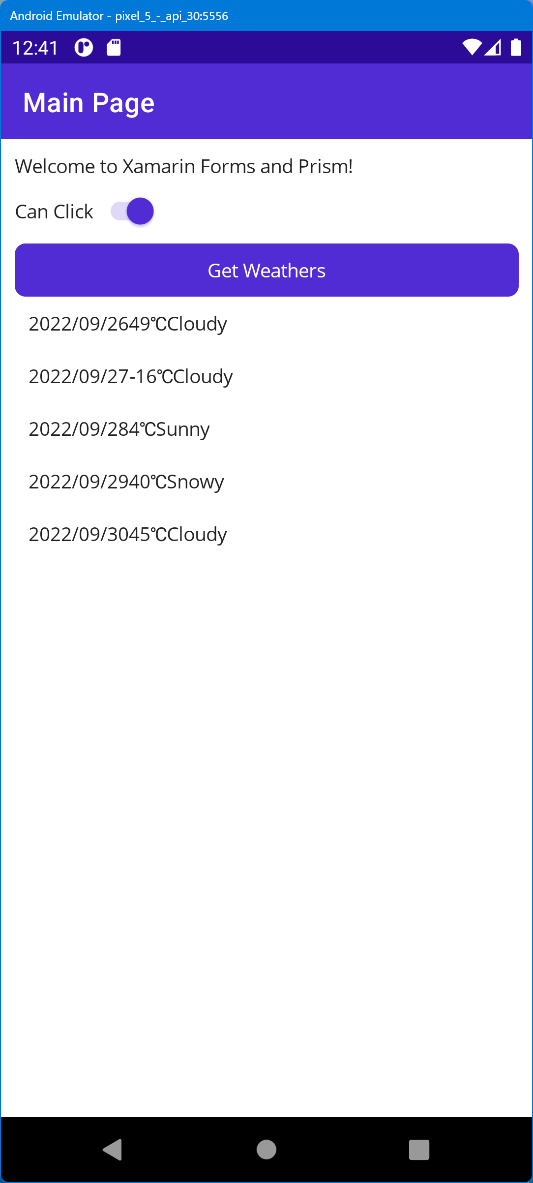 Android Emulator - pixel_5_-_api_30:5556
12:41
Main Page
Welcome to Xamarin Forms and Prism!
Can Click
Get Weathers
2022/09/2649℃Cloudy
2022/09/27-16℃Cloudy
2022/09/284℃Sunny
2022/09/2940℃Snowy
2022/09/3045℃Cloudy